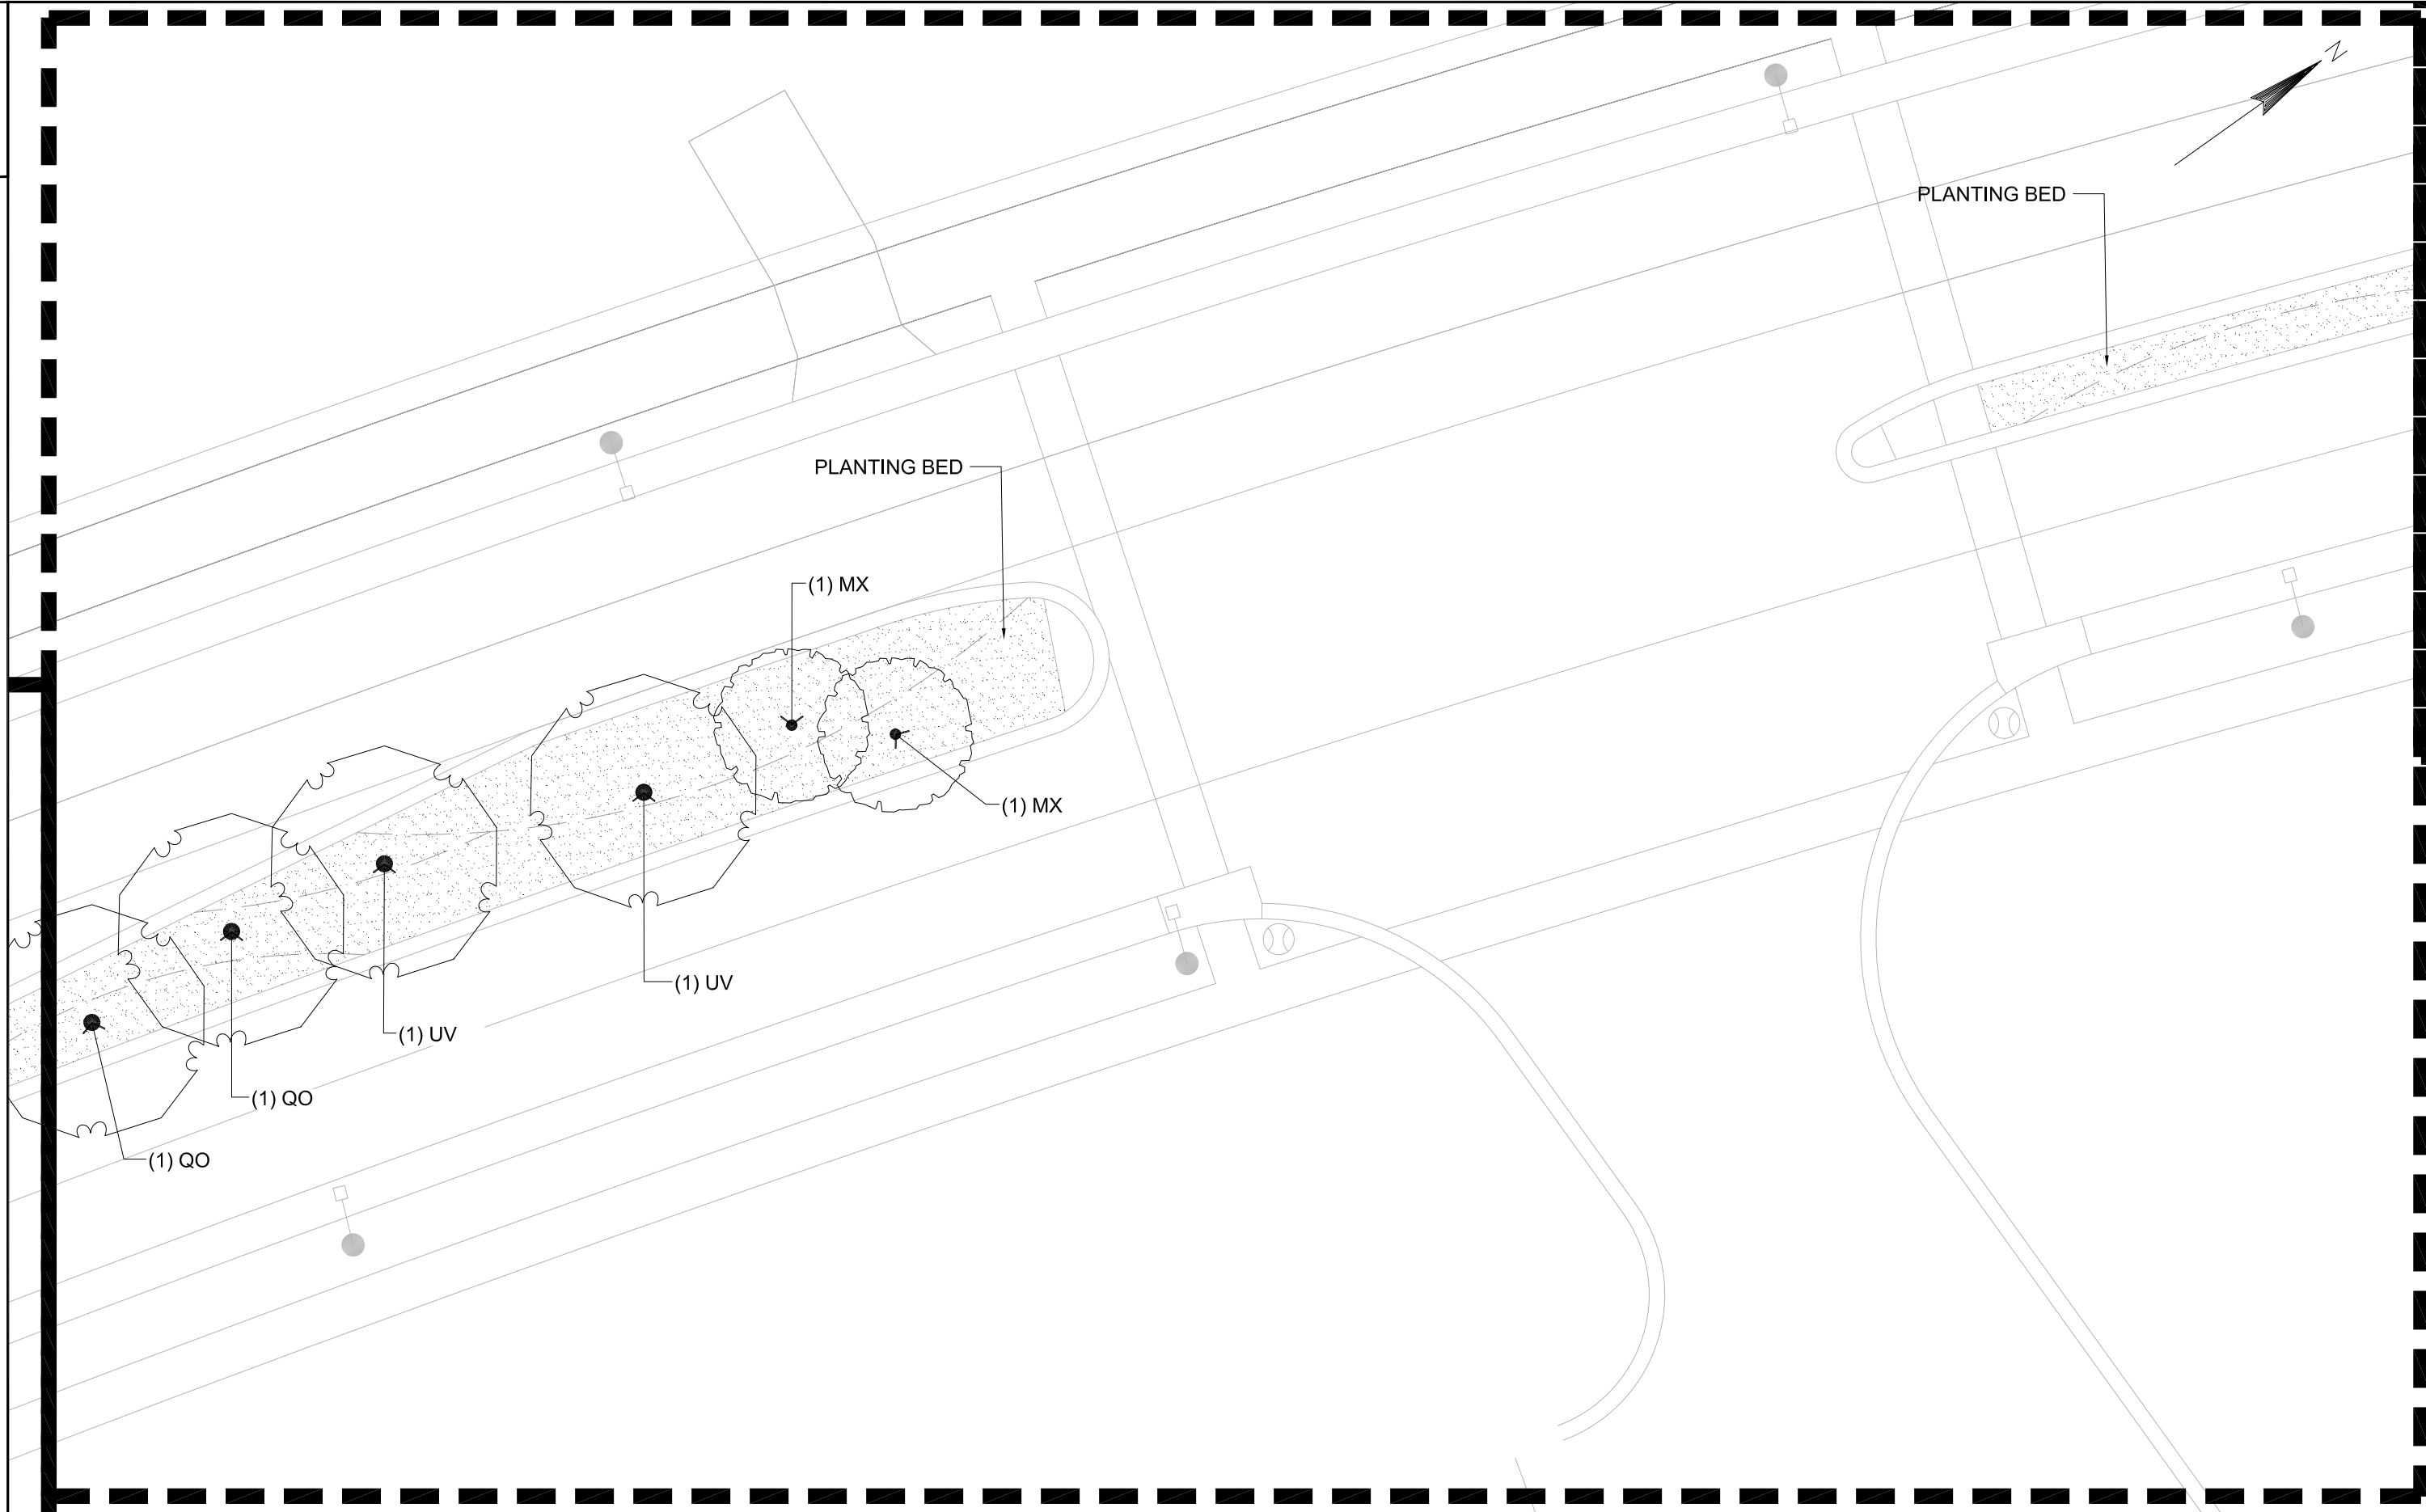 N
PLANTING BED
PLANTING BED
(1) MX
(1) MX
(1) UV
(1) UV
(1) QO
(1) QO